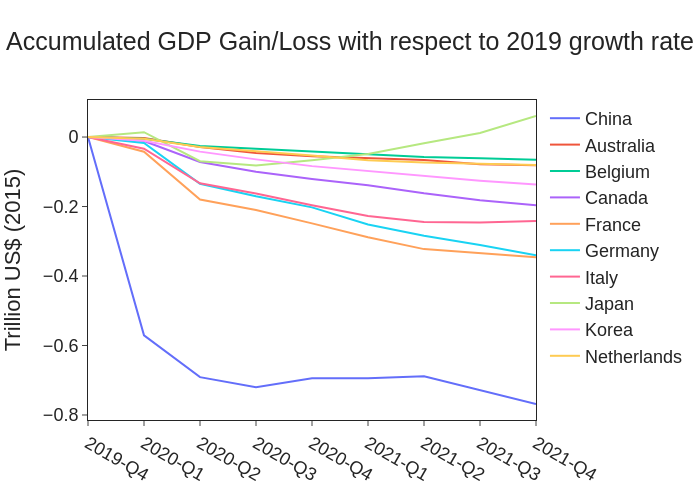 Accumulated GDP Gain/Loss with respect to 2019 growth rate
Trillion US$ (2015)
0
−0.2
−0.4
−0.6
−0.8
2019-Q4
2020-Q1
2020-Q2
2020-Q3
2020-Q4
2021-Q1
2021-Q2
2021-Q3
2021-Q4
China
Australia
Belgium
Canada
France
Germany
Italy
Japan
Korea
Netherlands